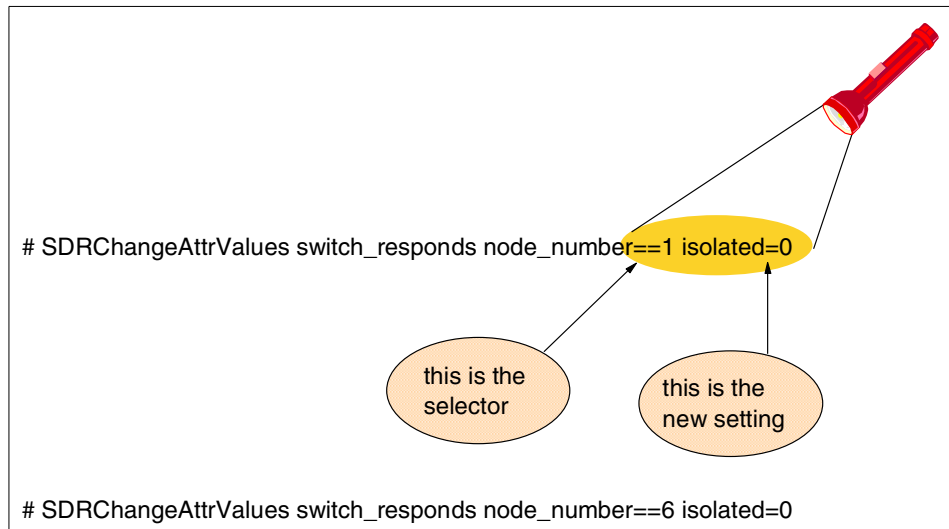 # SDRChangeAttrValues switch_responds node_number==1 isolated=0
this is the
selector
this is the
new setting
# SDRChangeAttrValues switch_responds node_number==6 isolated=0